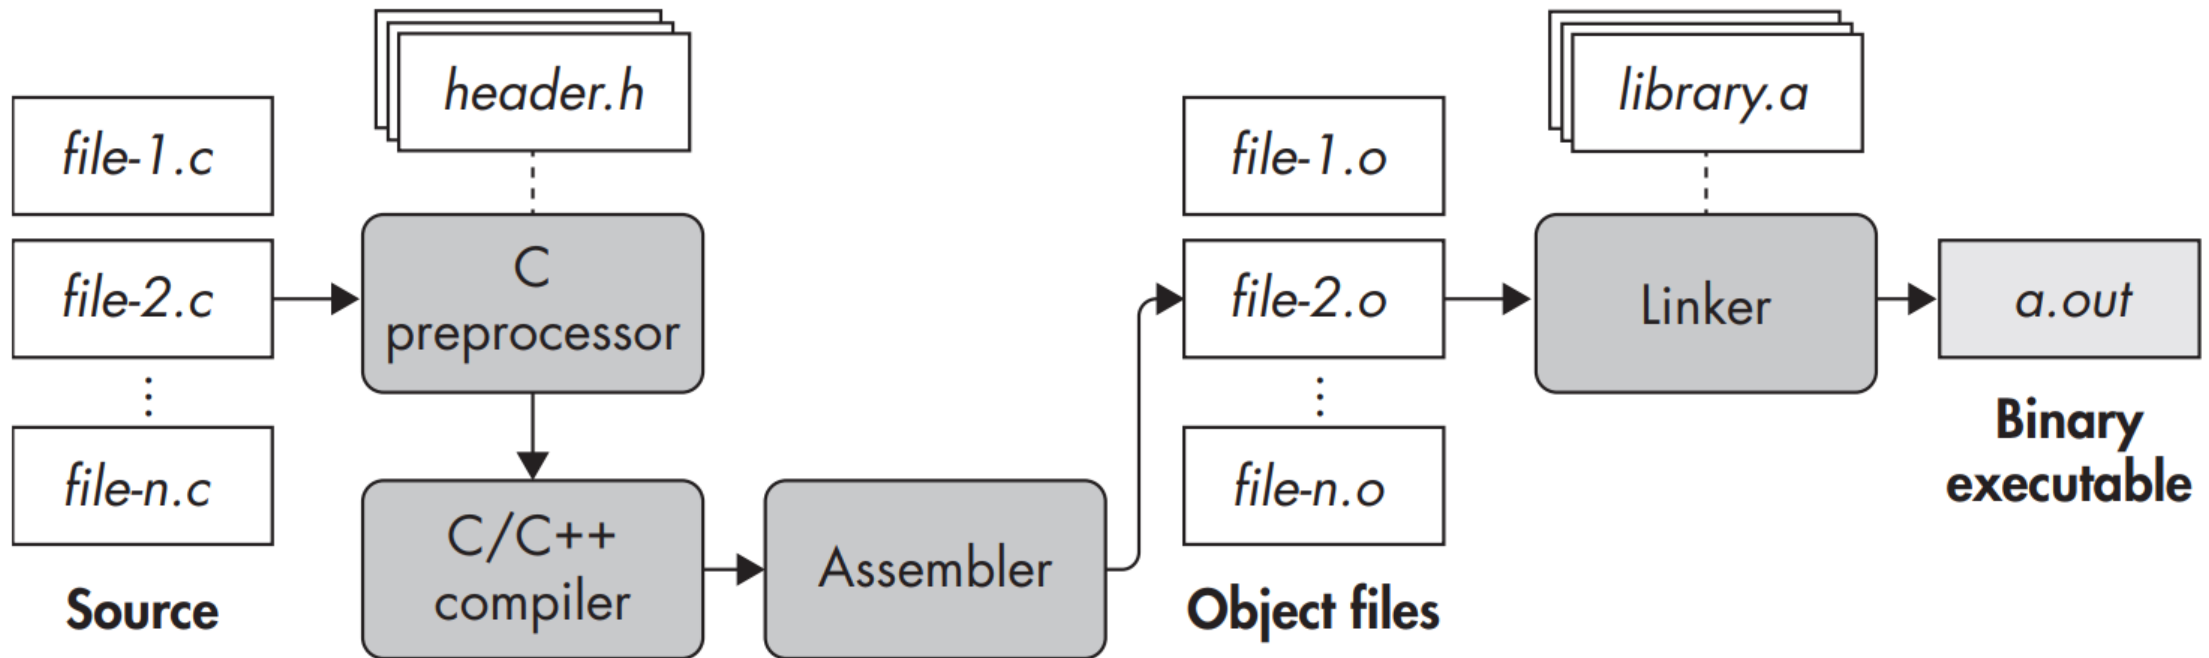 file-1.c
file-2.c
⋮
file-n.c
Source
header.h
C
preprocessor
C/C++
compiler
Assembler
file-1.o
file-2.o
⋮
file-n.o
Object files
library.a
Linker
a.out
Binary
executable